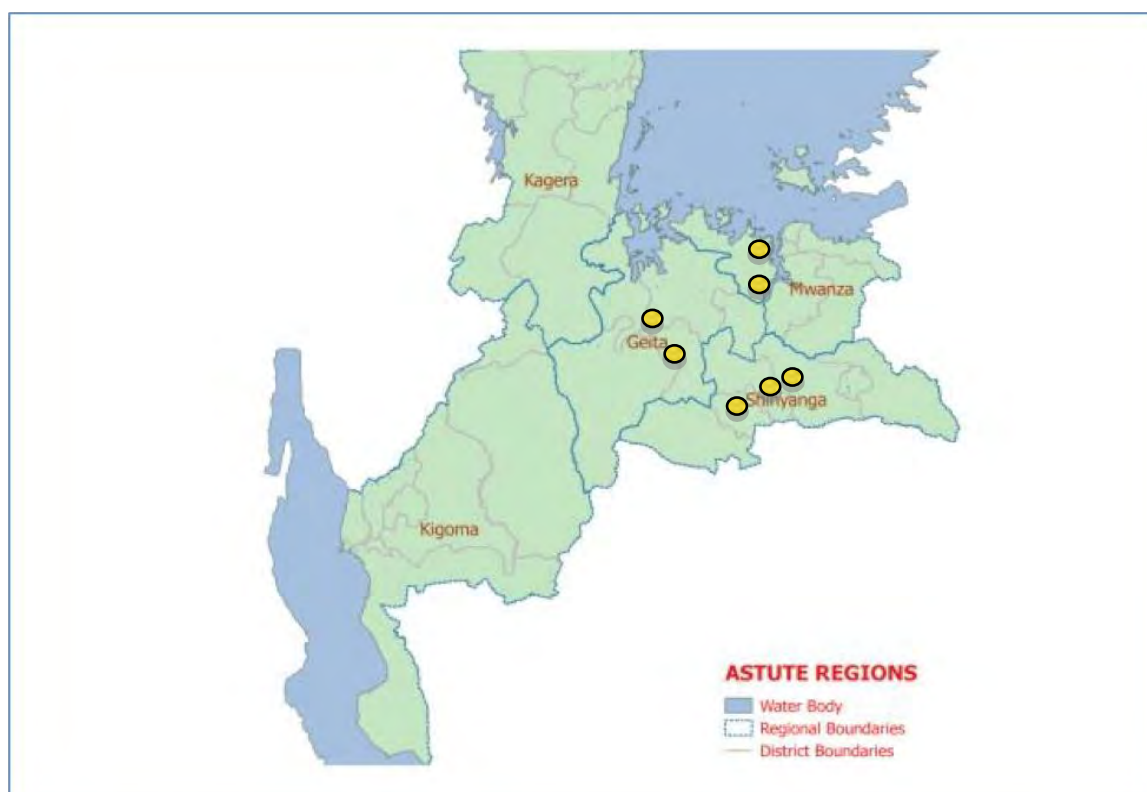 Kagera
Mwanza
Geita
Shinyanga
Kigoma
ASTUTE REGIONS
Water Body
Regional Boundaries
District Boundaries